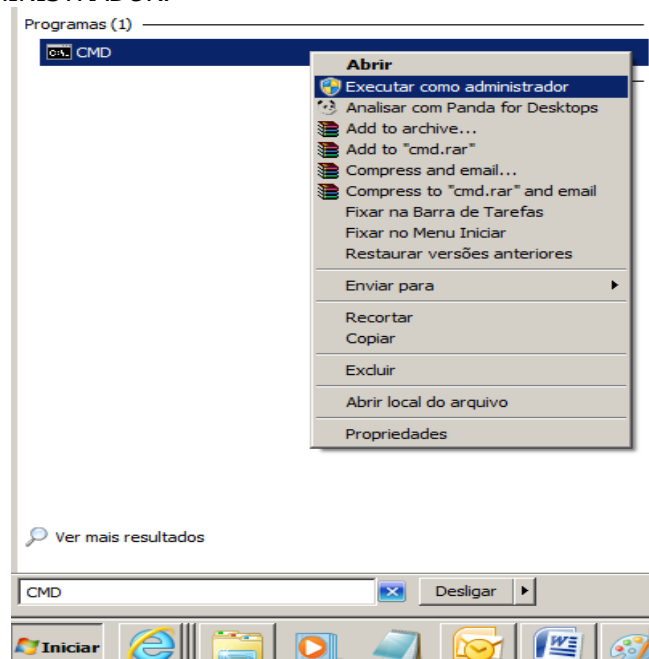 Programas (1)
CMD
Abrir
Executar como administrador
Analisar com Panda for Desktops
Add to archive...
Add to "cmd.rar"
Compress and email...
Compress to "cmd.rar" and email
Fixar na Barra de Tarefas
Fixar no Menu Iniciar
Restaurar versões anteriores
Enviar para
Recortar
Copiar
Excluir
Abrir local do arquivo
Propriedades
Ver mais resultados
CMD
Desligar
Iniciar